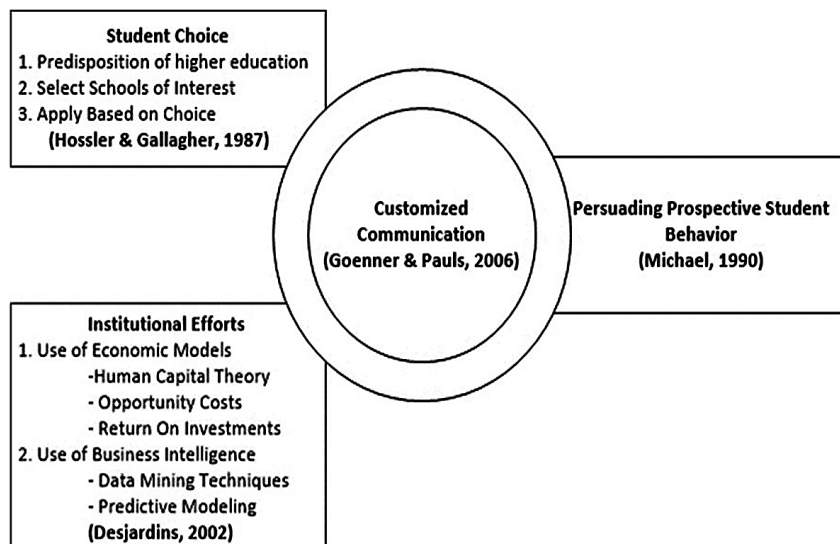 Student Choice
1. Predisposition of higher education
2. Select Schools of Interest
3. Apply Based on Choice
(Hossler & Gallagher, 1987)
Customized
Communication
(Goenner & Pauls, 2006)
Persuading Prospective Student
Behavior
(Michael, 1990)
Institutional Efforts
1. Use of Economic Models
-Human Capital Theory
- Opportunity Costs
- Return On Investments
2. Use of Business Intelligence
- Data Mining Techniques
- Predictive Modeling
(Desjardins, 2002)